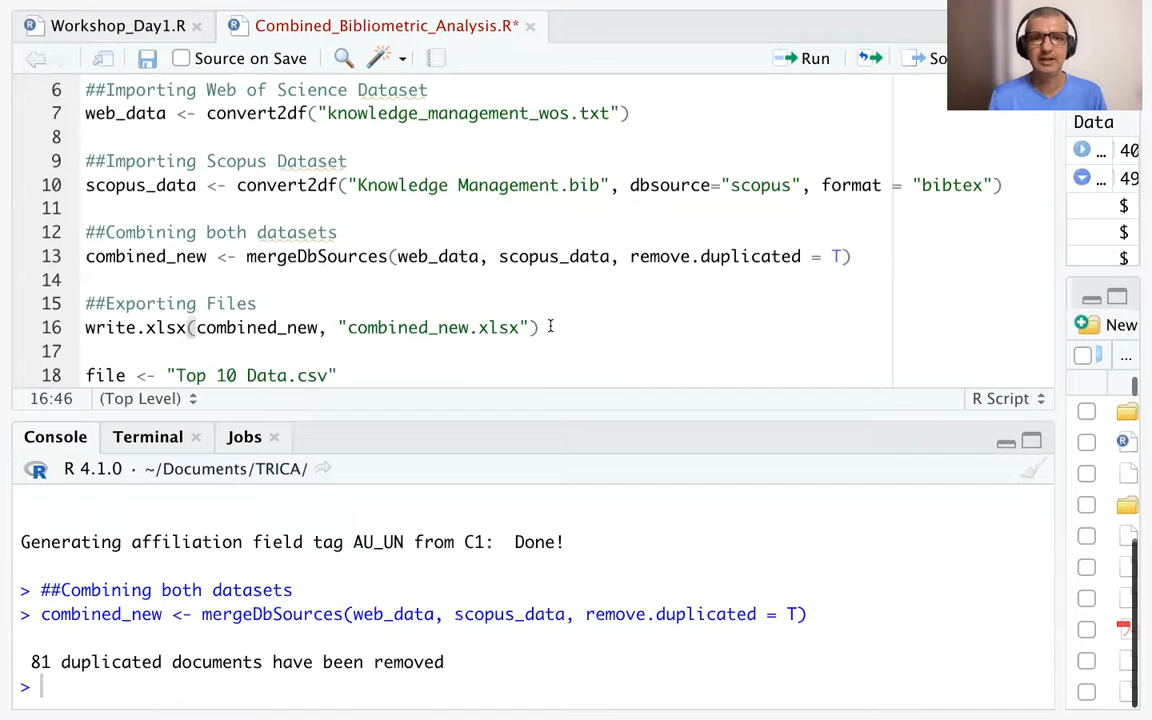 Workshop_Day1.R
Combined_Bibliometric_Analysis.R*
Source on Save
Run
So
6 ##Importing Web of Science Dataset
7 web_data <- convert2df("knowledge_management_wos.txt")
8
9 ##Importing Scopus Dataset
10 scopus_data <- convert2df("Knowledge Management.bib", dbsource="scopus", format = "bibtex")
11
12 ##Combining both datasets
13 combined_new <- mergeDbSources(web_data, scopus_data, remove.duplicated = T)
14
15 ##Exporting Files
16 write.xlsx(combined_new, "combined_new.xlsx")
17
18 file <- "Top 10 Data.csv"
16:46 (Top Level) R Script
Data
... 40
... 49
$
$
$
New
...
Console Terminal Jobs
R 4.1.0 · ~/Documents/TRICA/
Generating affiliation field tag AU_UN from C1: Done!
> ##Combining both datasets
> combined_new <- mergeDbSources(web_data, scopus_data, remove.duplicated = T)
81 duplicated documents have been removed
>